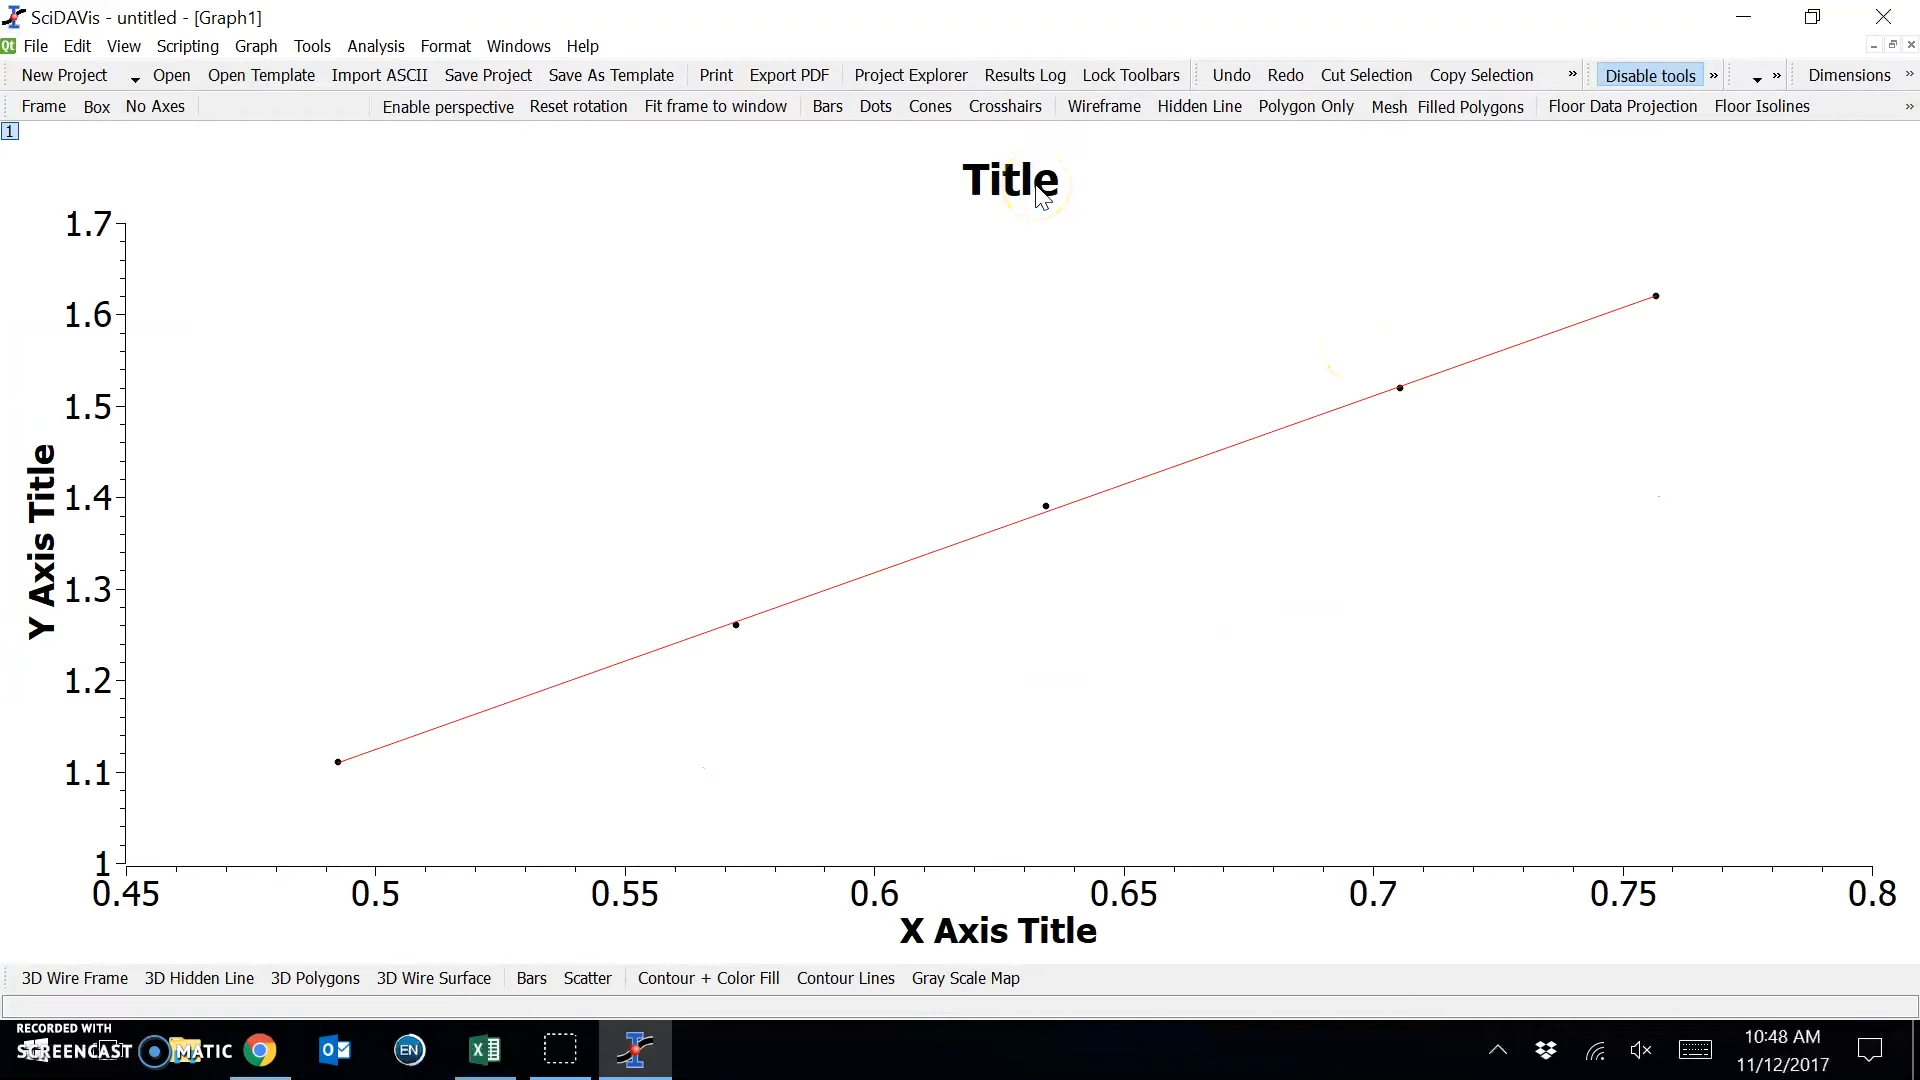 SciDAVis - untitled - [Graph1]
Qt File Edit View Scripting Graph Tools Analysis Format Windows Help
New Project Open Open Template Import ASCII Save Project Save As Template Print Export PDF Project Explorer Results Log Lock Toolbars Undo Redo Cut Selection Copy Selection » Disable tools » » Dimensions »
Frame Box No Axes Enable perspective Reset rotation Fit frame to window Bars Dots Cones Crosshairs Wireframe Hidden Line Polygon Only Mesh Filled Polygons Floor Data Projection Floor Isolines »
1
Title
1.7
1.6
1.5
1.4
1.3
1.2
1.1
1
Y Axis Title
0.45 0.5 0.55 0.6 0.65 0.7 0.75 0.8
X Axis Title
3D Wire Frame 3D Hidden Line 3D Polygons 3D Wire Surface Bars Scatter Contour + Color Fill Contour Lines Gray Scale Map
RECORDED WITH
SCREENCAST MATIC
EN
10:48 AM
11/12/2017